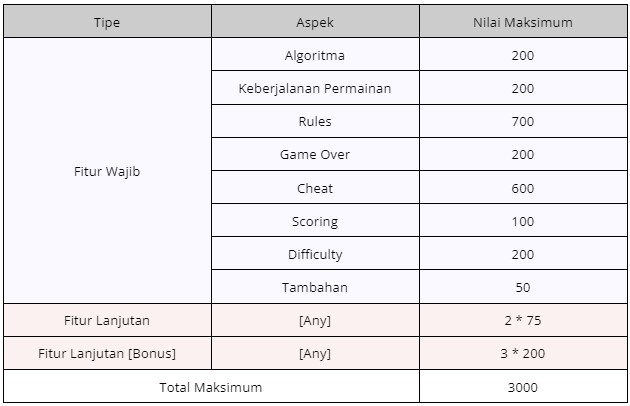 Tipe Aspek Nilai Maksimum
Fitur Wajib
Algoritma 200
Keberjalanan Permainan 200
Rules 700
Game Over 200
Cheat 600
Scoring 100
Difficulty 200
Tambahan 50
Fitur Lanjutan [Any] 2 * 75
Fitur Lanjutan [Bonus] [Any] 3 * 200
Total Maksimum 3000